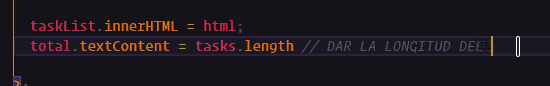 taskList.innerHTML = html;
total.textContent = tasks.length // DAR LA LONGITUD DEL